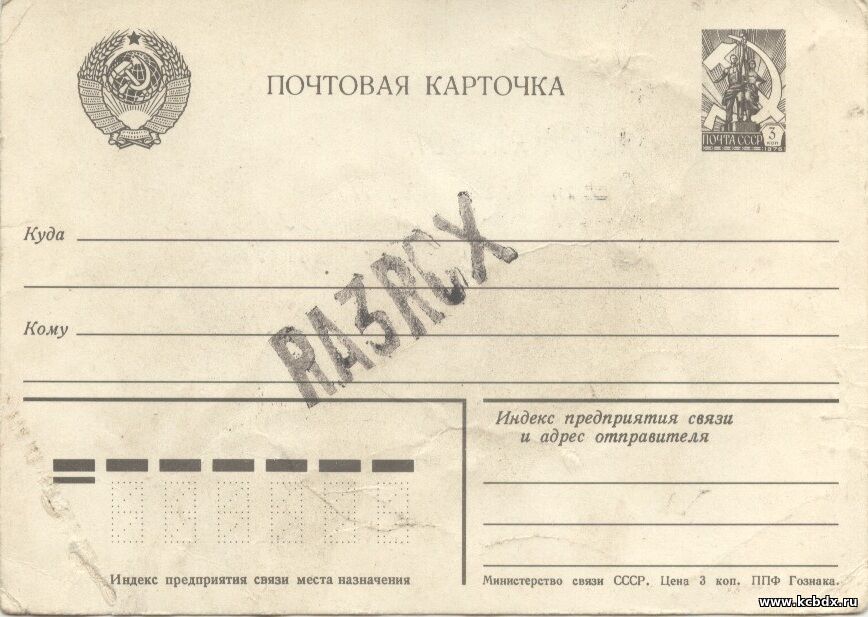 ПОЧТОВАЯ КАРТОЧКА
ПОЧТА СССР 3 КОП
1976
Куда
RA3RCX
Кому
Индекс предприятия связи
и адрес отправителя
Индекс предприятия связи места назначения
Министерство связи СССР. Цена 3 коп. ППФ Гознака.
www.kcbdx.ru